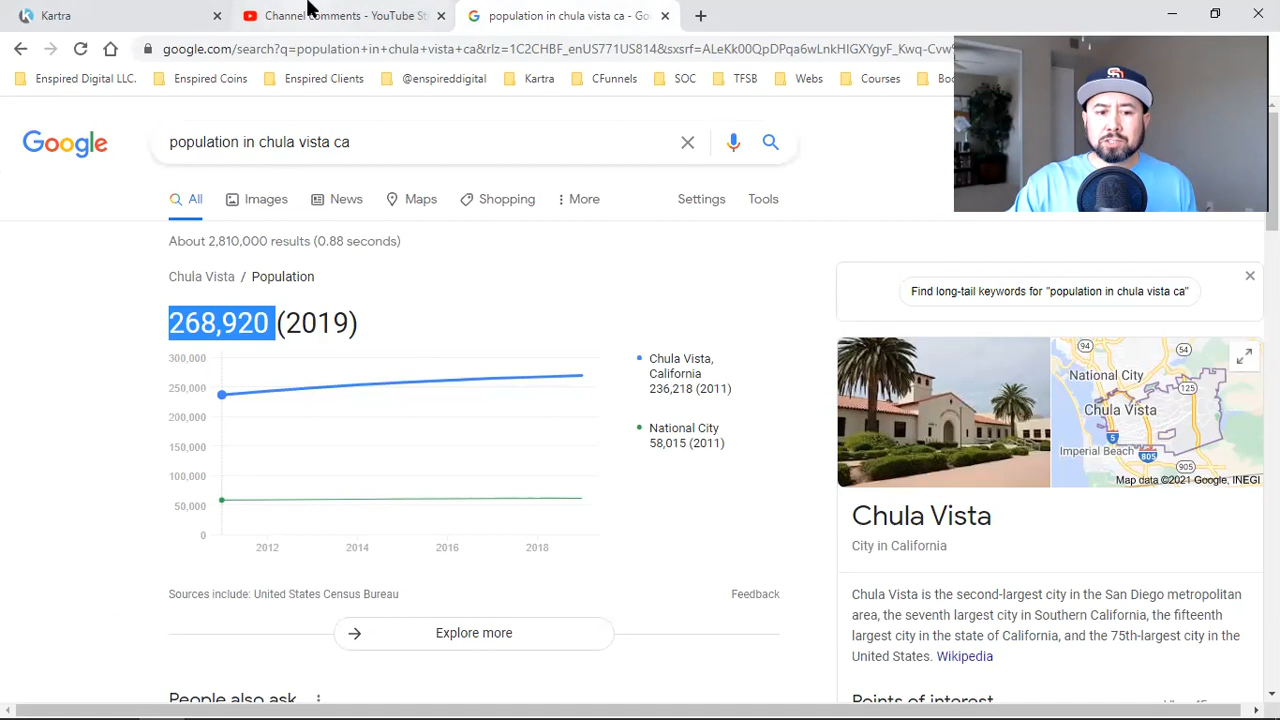 Kartra
Channel comments - YouTube St
population in chula vista ca - Go
google.com/search?q=population+in+chula+vista+ca&rlz=1C2CHBF_enUS771US814&sxsrf=ALeKk00QpDPqa6wLnkHIGXYgyF_Kwq-Cvw
Enspired Digital LLC.
Enspired Coins
Enspired Clients
@enspireddigital
Kartra
CFunnels
SOC
TFSB
Webs
Courses
Google
population in chula vista ca
All
Images
News
Maps
Shopping
More
Settings
Tools
About 2,810,000 results (0.88 seconds)
Chula Vista / Population
268,920 (2019)
300,000
250,000
200,000
150,000
100,000
50,000
0
2012
2014
2016
2018
Chula Vista,
California
236,218 (2011)
National City
58,015 (2011)
Sources include: United States Census Bureau
Feedback
Explore more
People also ask
Find long-tail keywords for "population in chula vista ca"
94
54
National City
125
Chula Vista
5
Imperial Beach
805
905
Map data ©2021 Google, INEGI
Chula Vista
City in California
Chula Vista is the second-largest city in the San Diego metropolitan
area, the seventh largest city in Southern California, the fifteenth
largest city in the state of California, and the 75th-largest city in the
United States. Wikipedia
Points of interest